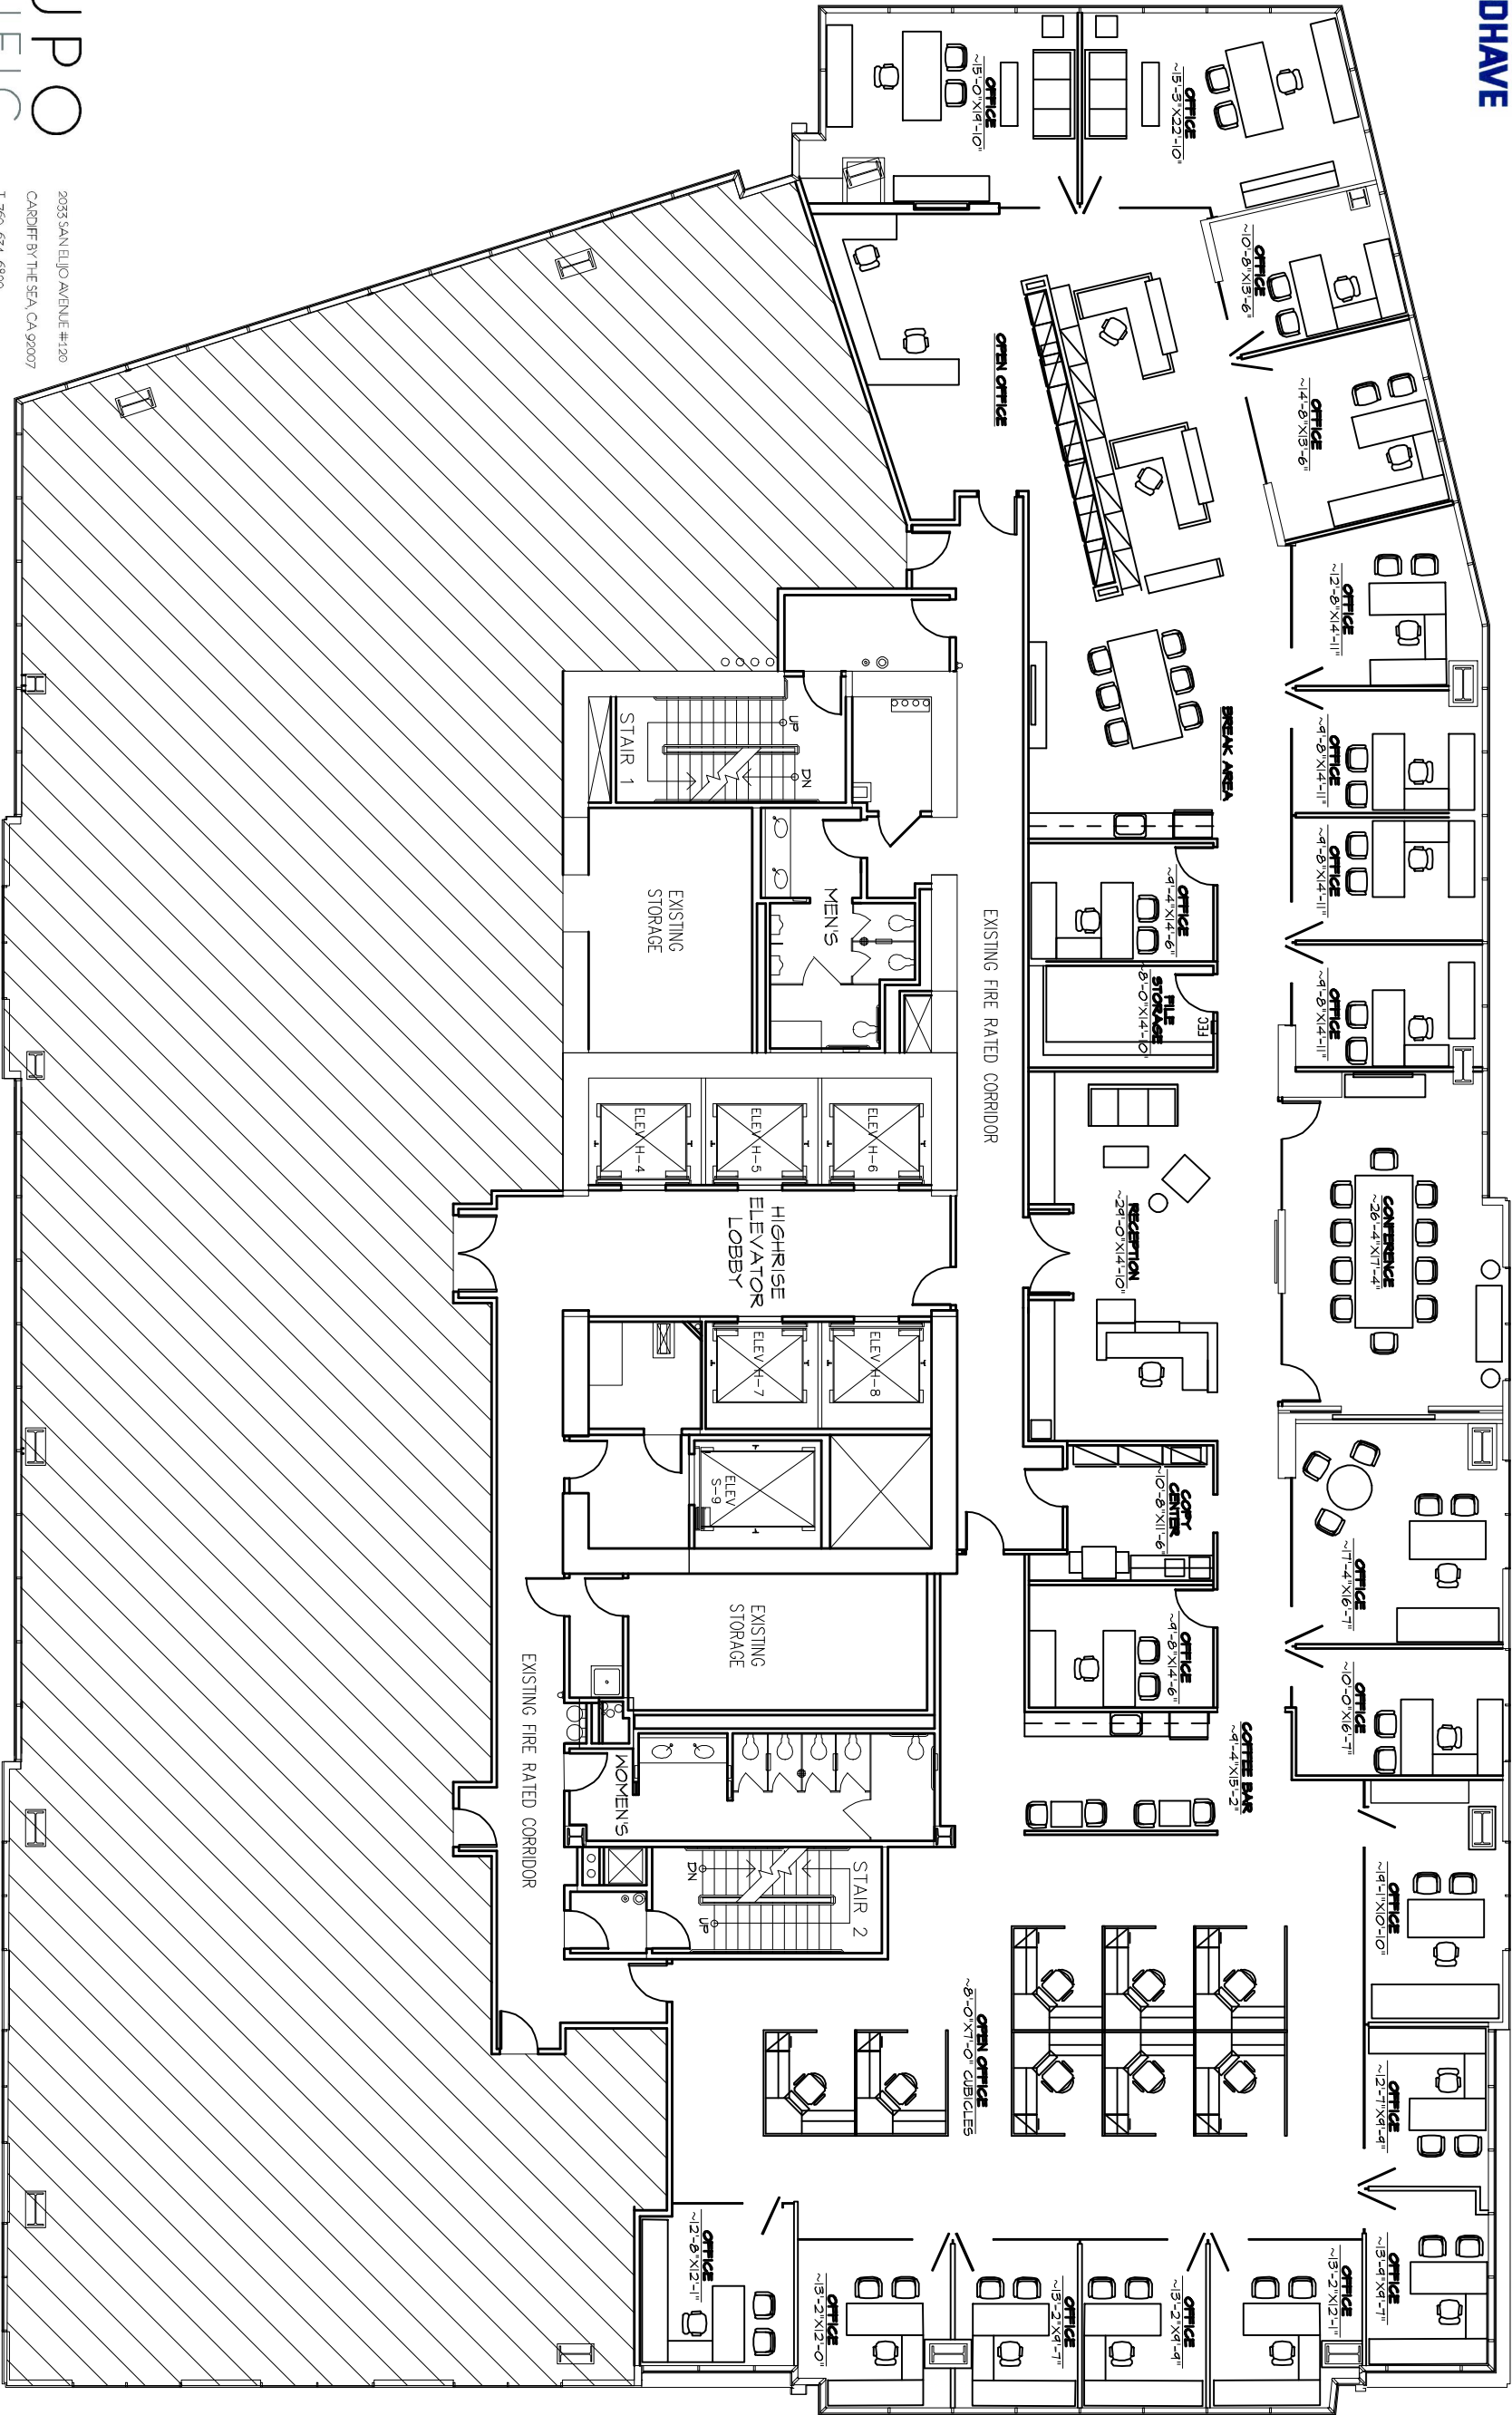 DHAVE
OFFICE
~15'-0"X19'-10"
OFFICE
~15'-3"X22'-10"
OFFICE
~10'-8"X13'-6"
OFFICE
~14'-8"X13'-6"
OPEN OFFICE
OFFICE
~12'-8"X14'-11"
OFFICE
~9'-8"X14'-11"
OFFICE
~9'-8"X14'-11"
OFFICE
~9'-8"X14'-11"
BREAK AREA
OFFICE
~9'-4"X14'-6"
FILE
STORAGE
~8'-0"X14'-10"
FEC
CONFERENCE
~26'-4"X17'-4"
RECEPTION
~29'-0"X14'-10"
OFFICE
~17'-4"X16'-7"
COPY
CENTER
~10'-8"X11'-6"
OFFICE
~9'-8"X14'-6"
OFFICE
~10'-0"X16'-7"
COFFEE BAR
~9'-4"X15'-2"
OFFICE
~19'-1"X10'-10"
OFFICE
~12'-7"X9'-9"
OFFICE
~13'-9"X9'-7"
OPEN OFFICE
~8'-0"X7'-0" CUBICLES
OFFICE
~13'-2"X12'-1"
OFFICE
~13'-2"X9'-9"
OFFICE
~13'-2"X9'-7"
OFFICE
~13'-2"X12'-0"
OFFICE
~12'-8"X12'-1"
EXISTING FIRE RATED CORRIDOR
STAIR 1
UP
DN
MEN'S
EXISTING
STORAGE
ELEV H-6
ELEV H-5
ELEV H-4
HIGHRISE
ELEVATOR
LOBBY
ELEV H-8
ELEV H-7
ELEV
S-9
EXISTING
STORAGE
WOMEN'S
STAIR 2
DN
UP
EXISTING FIRE RATED CORRIDOR
UPO
2033 SAN ELIJO AVENUE #120
CARDIFF BY THE SEA, CA 92007